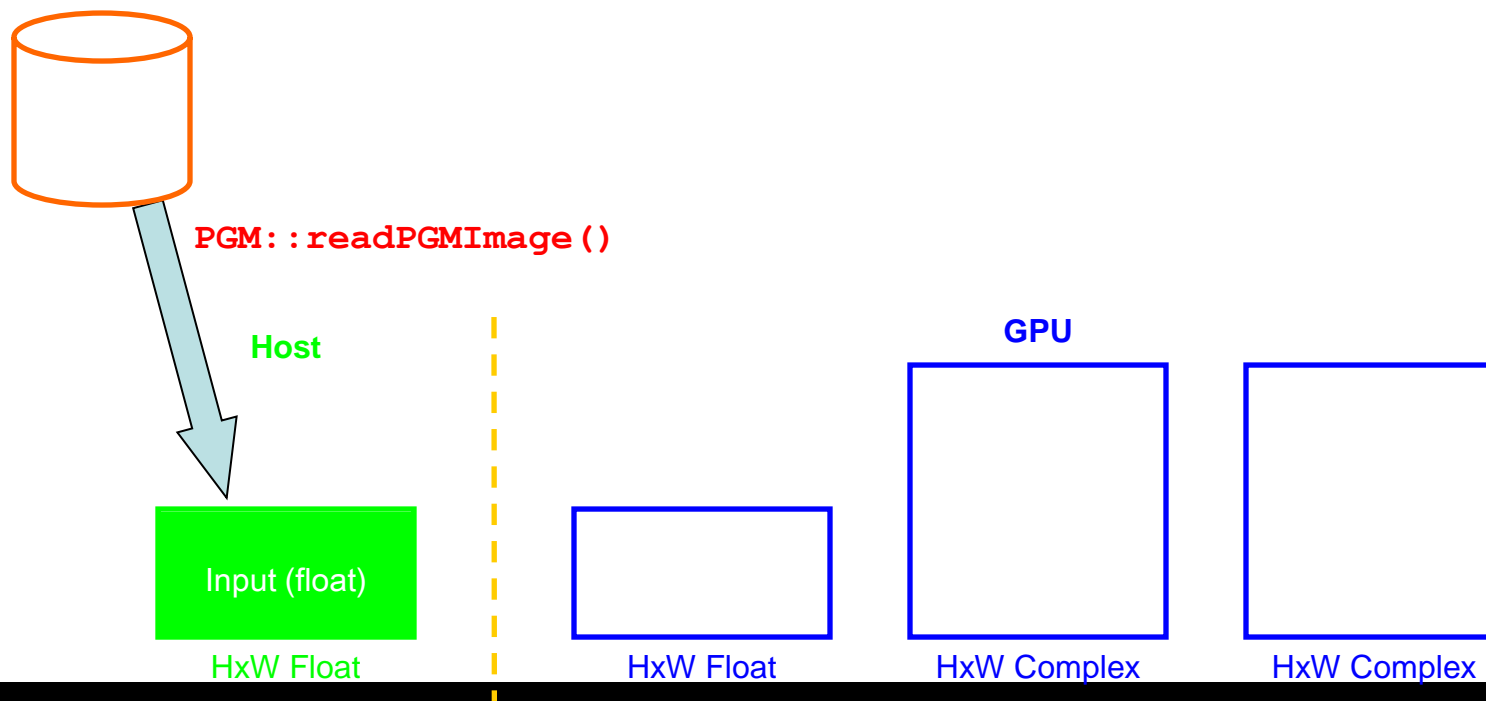 PGM::readPGMImage()
Host
GPU
Input (float)
HxW Float
HxW Float
HxW Complex
HxW Complex